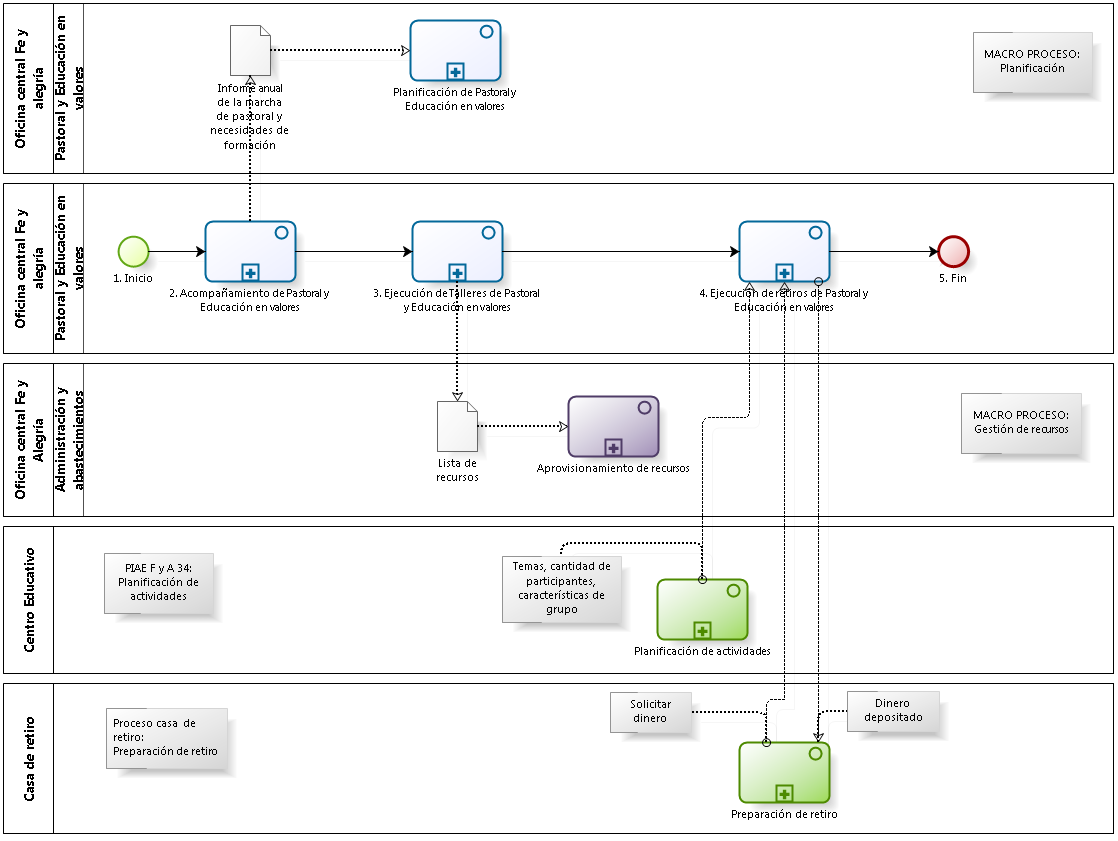 Oficina central Fe y
alegría
Pastoral y Educación en
valores
Informe anual
de la marcha
de pastoral y
necesidades de
formación
Planificación de Pastoral y
Educación en valores
MACRO PROCESO:
Planificación
Oficina central Fe y
alegría
Pastoral y Educación en
valores
1. Inicio
2. Acompañamiento de Pastoral y
Educación en valores
3. Ejecución de Talleres de Pastoral
y Educación en valores
4. Ejecución de retiros de Pastoral y
Educación en valores
5. Fin
Oficina central Fe y
Alegría
Administración y
abastecimientos
Lista de
recursos
Aprovisionamiento de recursos
MACRO PROCESO:
Gestión de recursos
Centro Educativo
PIAE F y A 34:
Planificación de
actividades
Temas, cantidad de
participantes,
características de
grupo
Planificación de actividades
Casa de retiro
Proceso casa de
retiro:
Preparación de retiro
Solicitar
dinero
Dinero
depositado
Preparación de retiro